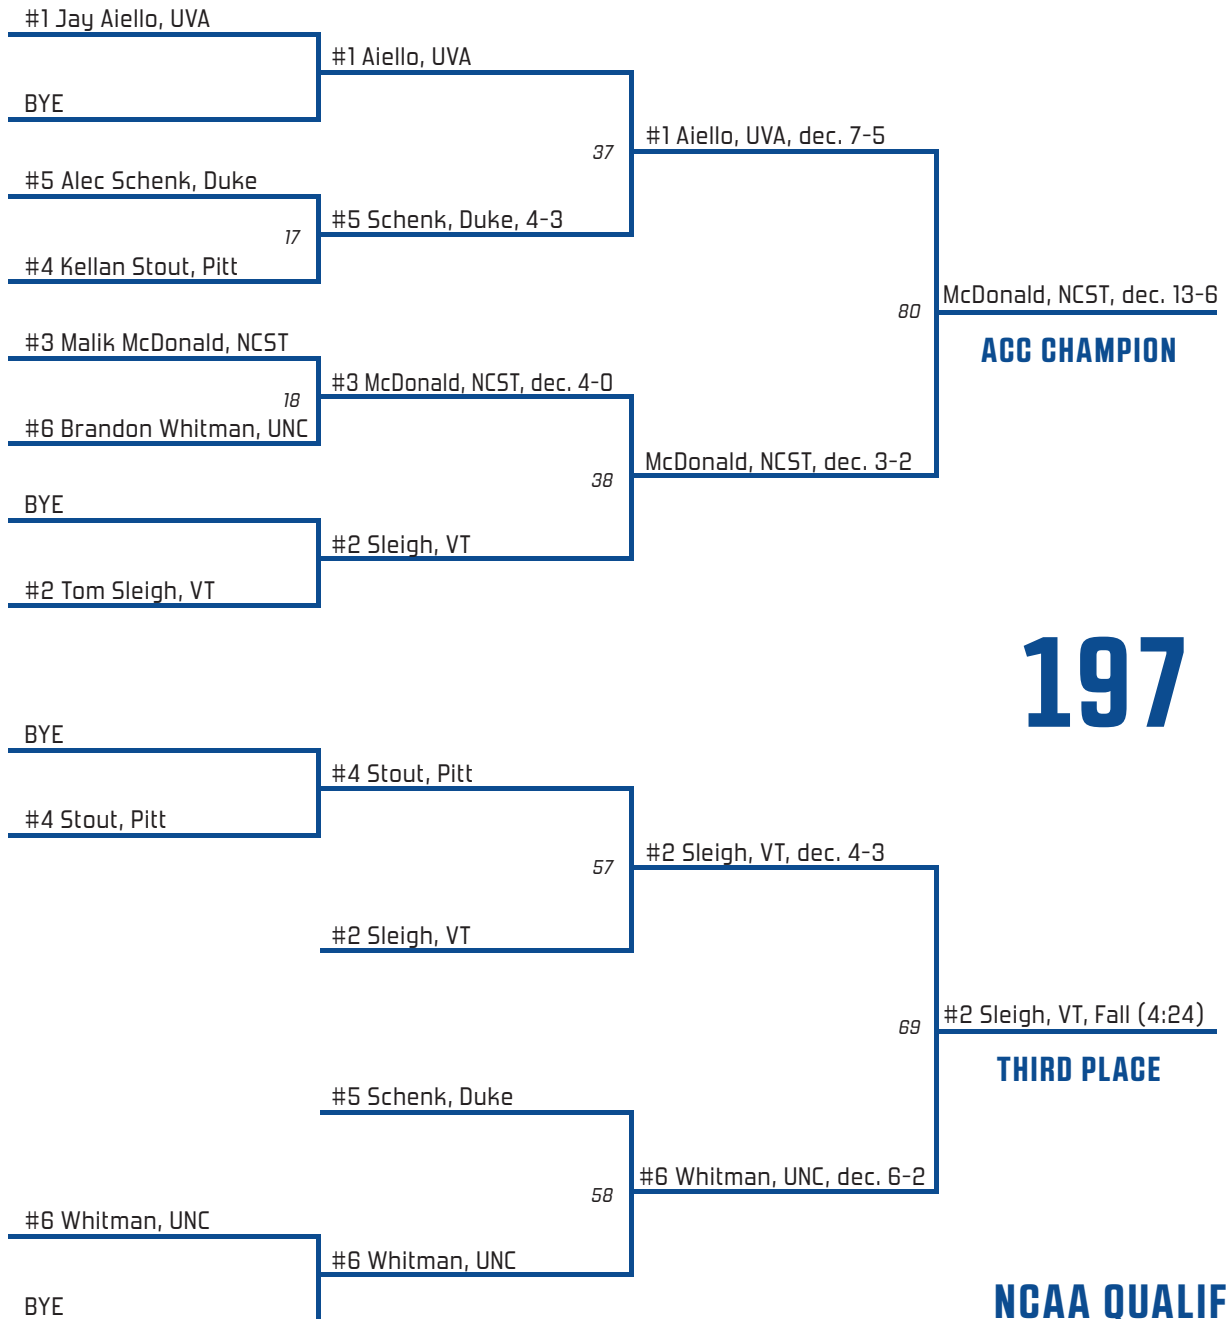 #1 Jay Aiello, UVA
#1 Aiello, UVA
BYE
#1 Aiello, UVA, dec. 7-5
37
#5 Alec Schenk, Duke
#5 Schenk, Duke, 4-3
17
#4 Kellan Stout, Pitt
McDonald, NCST, dec. 13-6
80
ACC CHAMPION
#3 Malik McDonald, NCST
#3 McDonald, NCST, dec. 4-0
18
#6 Brandon Whitman, UNC
McDonald, NCST, dec. 3-2
38
BYE
#2 Sleigh, VT
#2 Tom Sleigh, VT
197
BYE
#4 Stout, Pitt
#4 Stout, Pitt
#2 Sleigh, VT, dec. 4-3
57
#2 Sleigh, VT
#2 Sleigh, VT, Fall (4:24)
69
THIRD PLACE
#5 Schenk, Duke
#6 Whitman, UNC, dec. 6-2
58
#6 Whitman, UNC
#6 Whitman, UNC
BYE
NCAA QUALIF